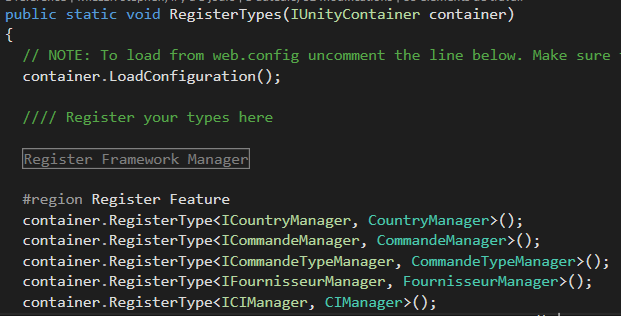 public static void RegisterTypes(IUnityContainer container)
{
// NOTE: To load from web.config uncomment the line below. Make sure
container.LoadConfiguration();
//// Register your types here
Register Framework Manager
#region Register Feature
container.RegisterType<ICountryManager, CountryManager>();
container.RegisterType<ICommandeManager, CommandeManager>();
container.RegisterType<ICommandeTypeManager, CommandeTypeManager>();
container.RegisterType<IFournisseurManager, FournisseurManager>();
container.RegisterType<ICIManager, CIManager>();